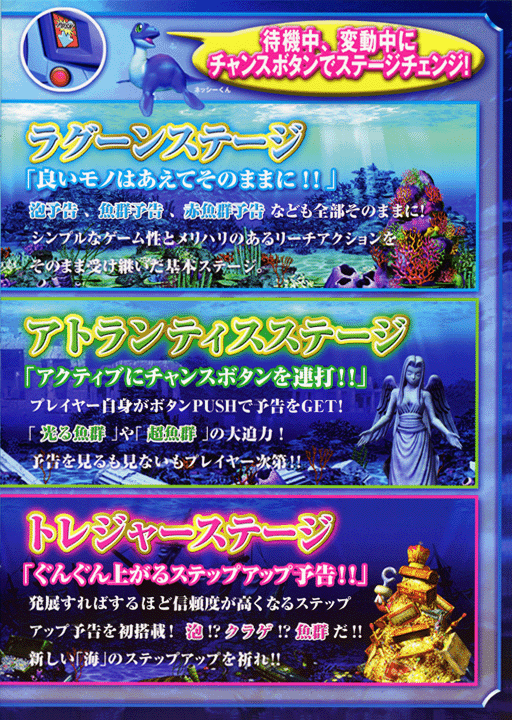 待機中、変動中に
チャンスボタンでステージチェンジ!
ホッシーくん
ラグーンステージ
「良いモノはあえてそのままに!!」
泡予告、魚群予告、赤魚群予告なども全部そのままに!
シンプルなゲーム性とメリハリのあるリーチアクションを
そのまま受け継いだ基本ステージ。
アトランティスステージ
「アクティブにチャンスボタンを連打!!」
プレイヤー自身がボタンPUSHで予告をGET!
「光る魚群」や「超魚群」の大迫力!
予告を見るも見ないもプレイヤー次第!!
トレジャーステージ
「ぐんぐん上がるステップアップ予告!!」
発展すればするほど信頼度が高くなるステップ
アップ予告を初搭載! 泡!?クラゲ!?魚群だ!!
新しい「海」のステップアップを祈れ!!